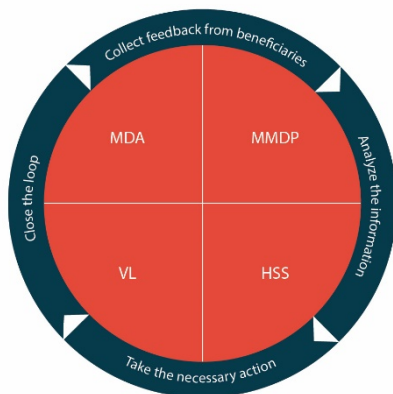 Collect feedback from beneficiaries
MDA
MMDP
Close the loop
Analyze the information
VL
HSS
Take the necessary action